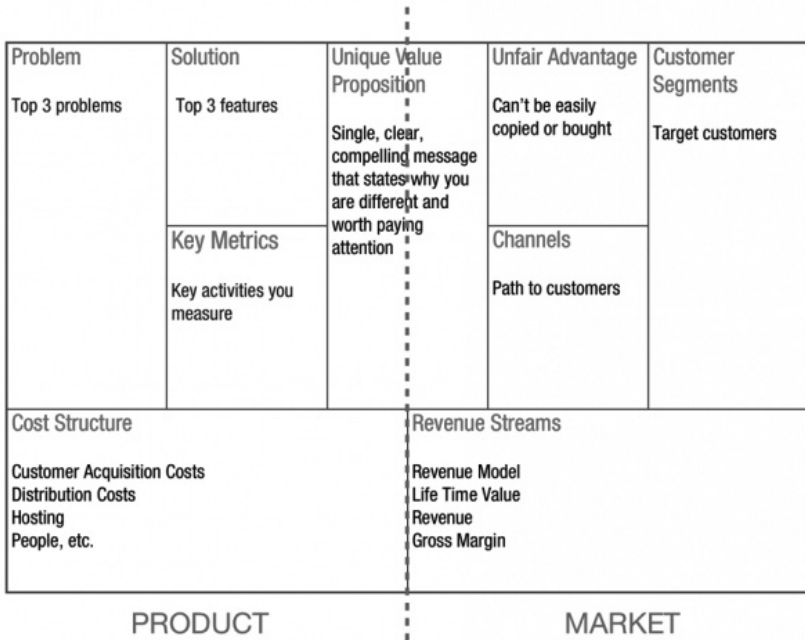 Problem
Top 3 problems
Solution
Top 3 features
Key Metrics
Key activities you
measure
Unique Value
Proposition
Single, clear,
compelling message
that states why you
are different and
worth paying
attention
Unfair Advantage
Can't be easily
copied or bought
Channels
Path to customers
Customer
Segments
Target customers
Cost Structure
Customer Acquisition Costs
Distribution Costs
Hosting
People, etc.
Revenue Streams
Revenue Model
Life Time Value
Revenue
Gross Margin
PRODUCT
MARKET